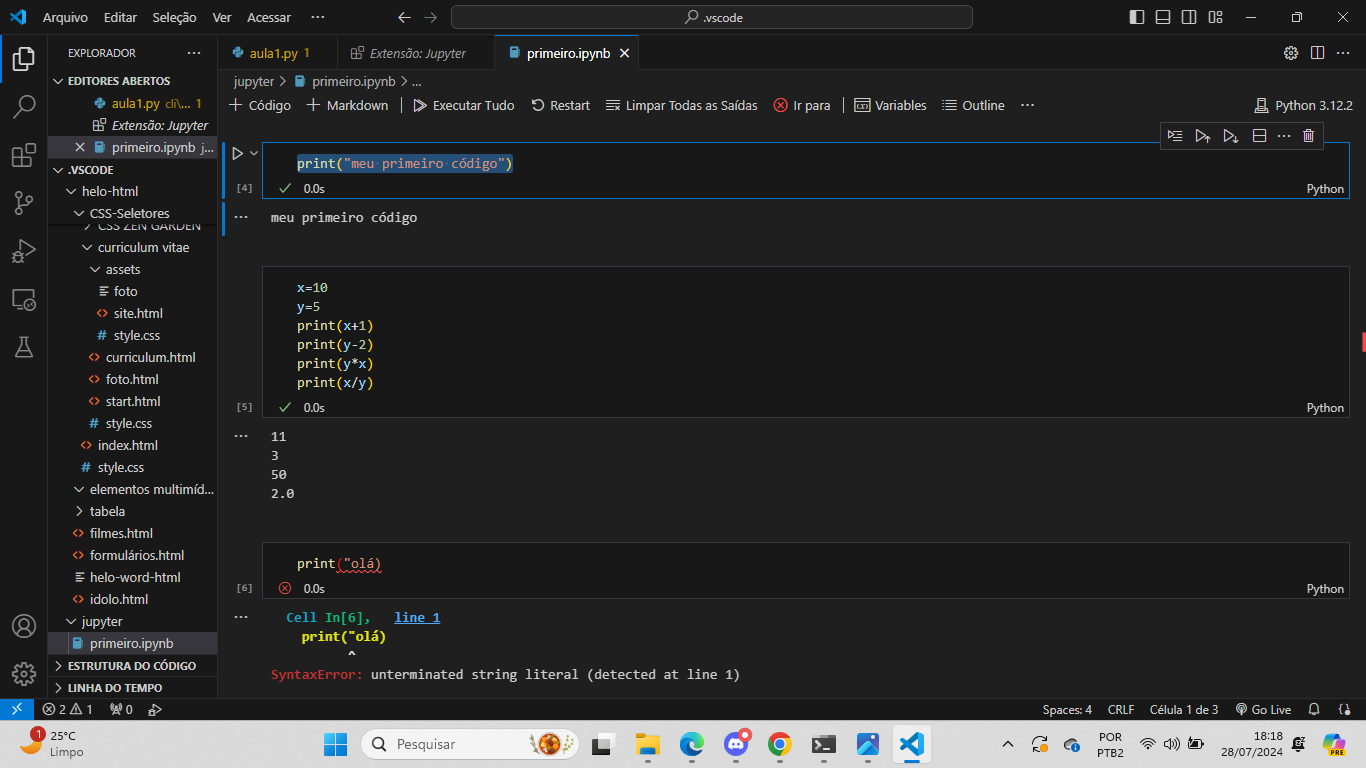 Arquivo Editar Seleção Ver Acessar ··· .vscode
EXPLORADOR ···
aula1.py 1 Extensão: Jupyter primeiro.ipynb
EDITORES ABERTOS
aula1.py cli\... 1
Extensão: Jupyter
primeiro.ipynb j...
.VSCODE
helo-html
CSS-Seletores
CSS ZEN GARDEN
curriculum vitae
assets
foto
site.html
style.css
curriculum.html
foto.html
start.html
style.css
index.html
style.css
elementos multimíd...
tabela
filmes.html
formulários.html
helo-word-html
idolo.html
jupyter
primeiro.ipynb
ESTRUTURA DO CÓDIGO
LINHA DO TEMPO
jupyter > primeiro.ipynb > ...
+ Código + Markdown Executar Tudo Restart Limpar Todas as Saídas Ir para Variables Outline ··· Python 3.12.2
print("meu primeiro código")
[4] 0.0s Python
meu primeiro código
x=10
y=5
print(x+1)
print(y-2)
print(y*x)
print(x/y)
[5] 0.0s Python
11
3
50
2.0
print("olá)
[6] 0.0s Python
Cell In[6], line 1
print("olá)
^
SyntaxError: unterminated string literal (detected at line 1)
2 1 0 Spaces: 4 CRLF Célula 1 de 3 Go Live
1 25°C
Limpo
Pesquisar
PRE
POR
PTB2
18:18
28/07/2024